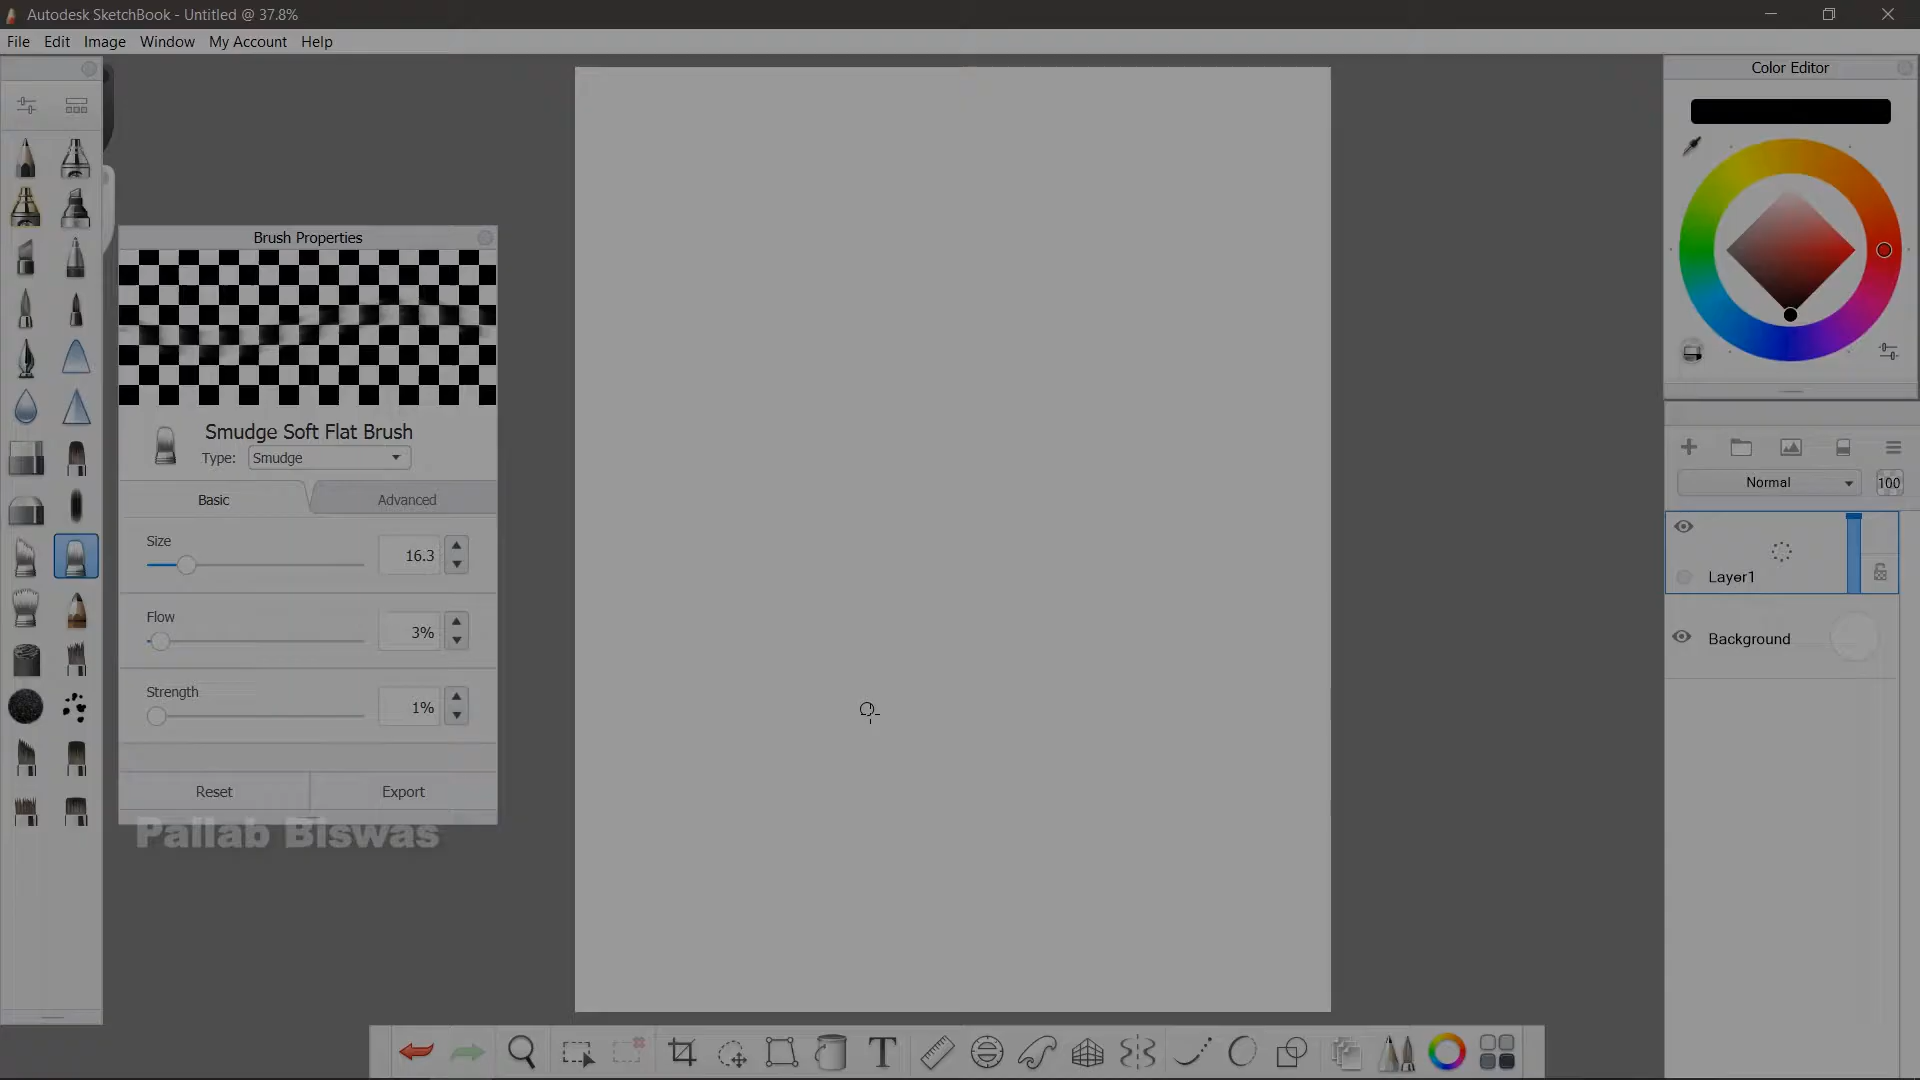 Autodesk SketchBook - Untitled @ 37.8%
File Edit Image Window My Account Help
Color Editor
Brush Properties
Smudge Soft Flat Brush
Type: Smudge
Basic Advanced
Size
16.3
Flow
3%
Strength
1%
Reset Export
Pallab Biswas
Normal 100
Layer1
Background
T